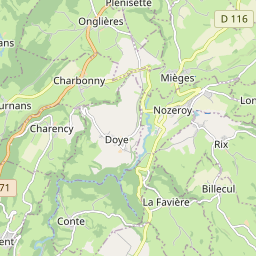 Plénisette
Onglières
D 116
Charbonny
Mièges
Nozeroy
Charency
Doye
Rix
Billecul
La Favière
Conte